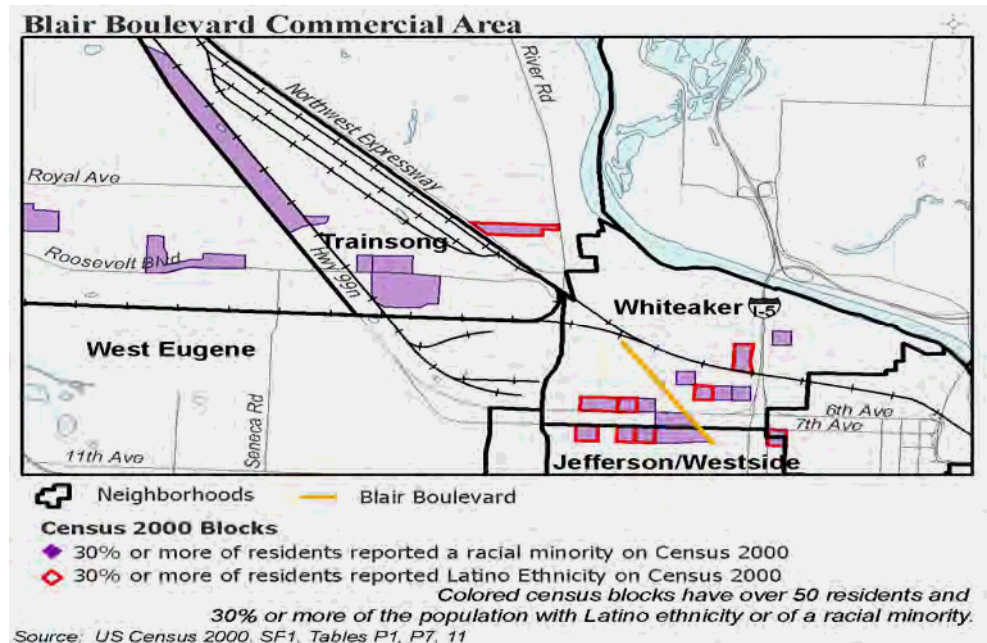 Blair Boulevard Commercial Area
River Rd
Northwest Expressway
Royal Ave
Trainsong
Roosevelt Blvd
Hwy 99n
Whiteaker
I-5
West Eugene
Seneca Rd
6th Ave
7th Ave
11th Ave
Jefferson/Westside
Neighborhoods
Blair Boulevard
Census 2000 Blocks
30% or more of residents reported a racial minority on Census 2000
30% or more of residents reported Latino Ethnicity on Census 2000
Colored census blocks have over 50 residents and
30% or more of the population with Latino ethnicity or of a racial minority.
Source: US Census 2000, SF1, Tables P1, P7, 11